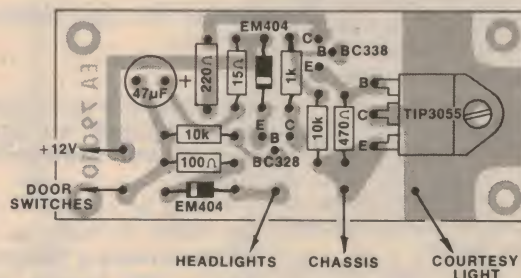 EM404
C
B BC338
E
+
47µF
220Ω
15Ω
1k
B
C
E
TIP3055
10k
470Ω
10k
E
C
B
BC328
+12V
100Ω
DOOR
SWITCHES
EM404
HEADLIGHTS
CHASSIS
COURTESY
LIGHT